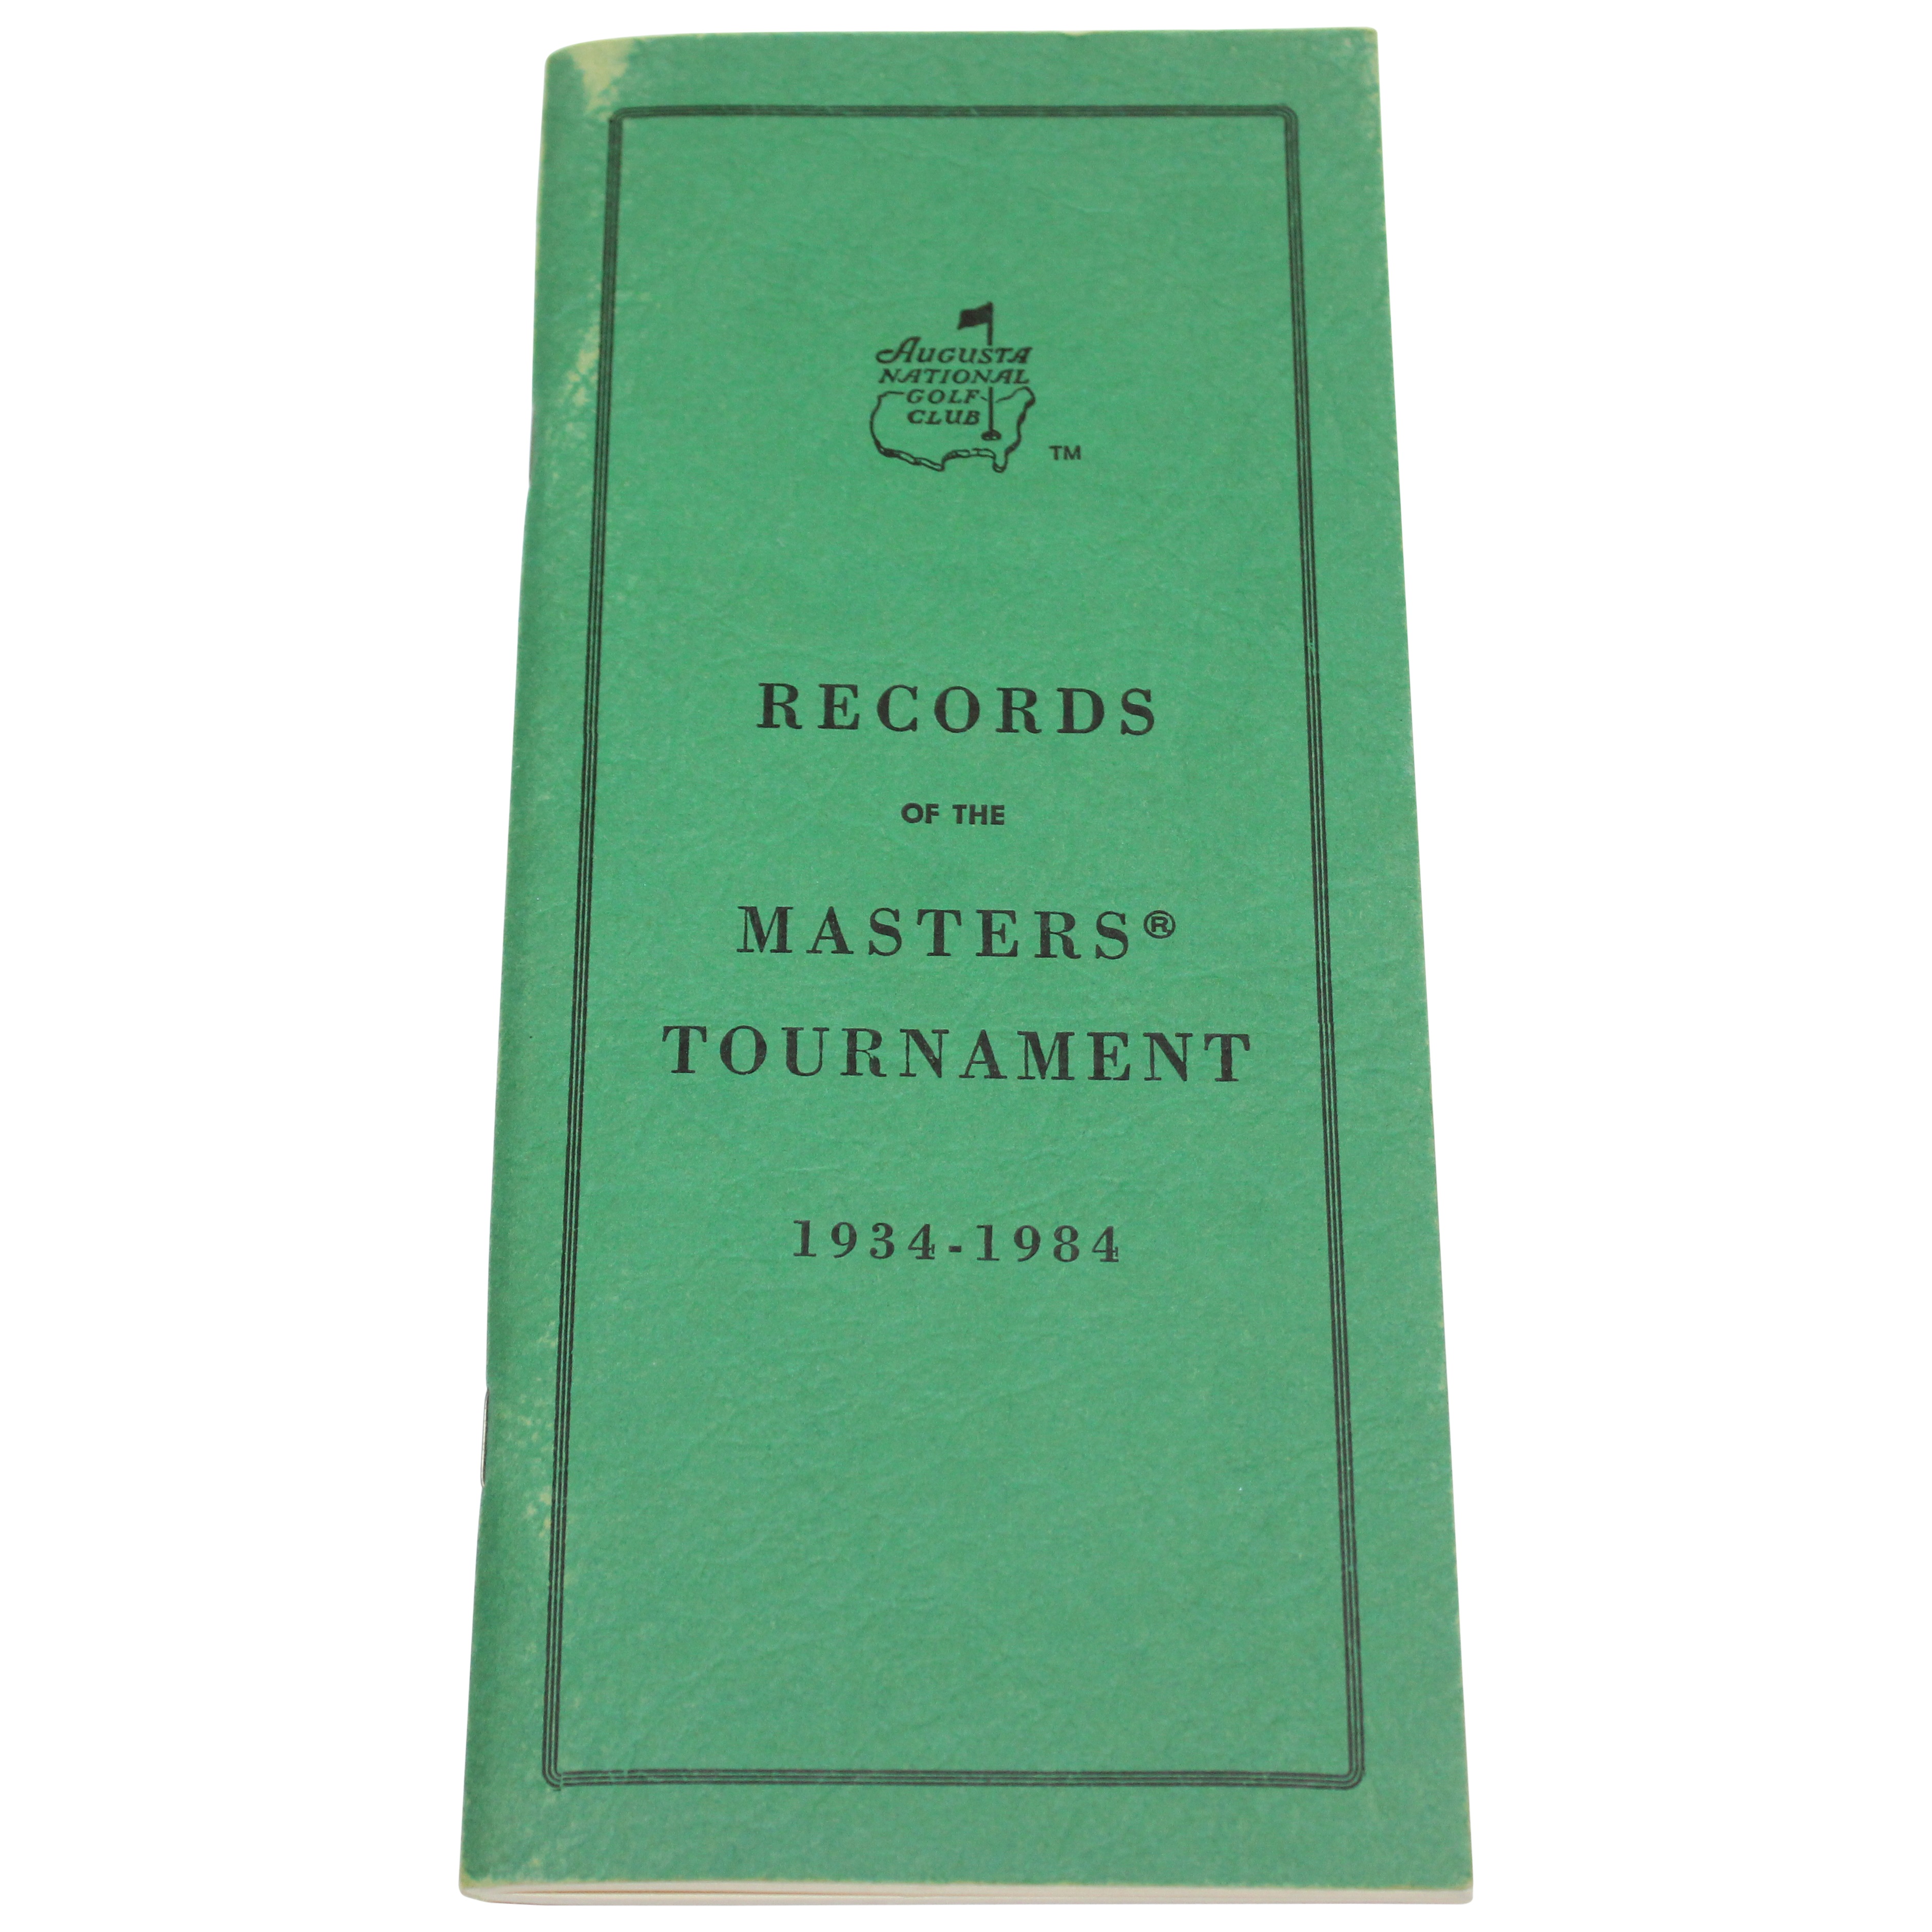 Augusta
National
Golf
Club
TM
RECORDS
OF THE
MASTERS®
TOURNAMENT
1934-1984